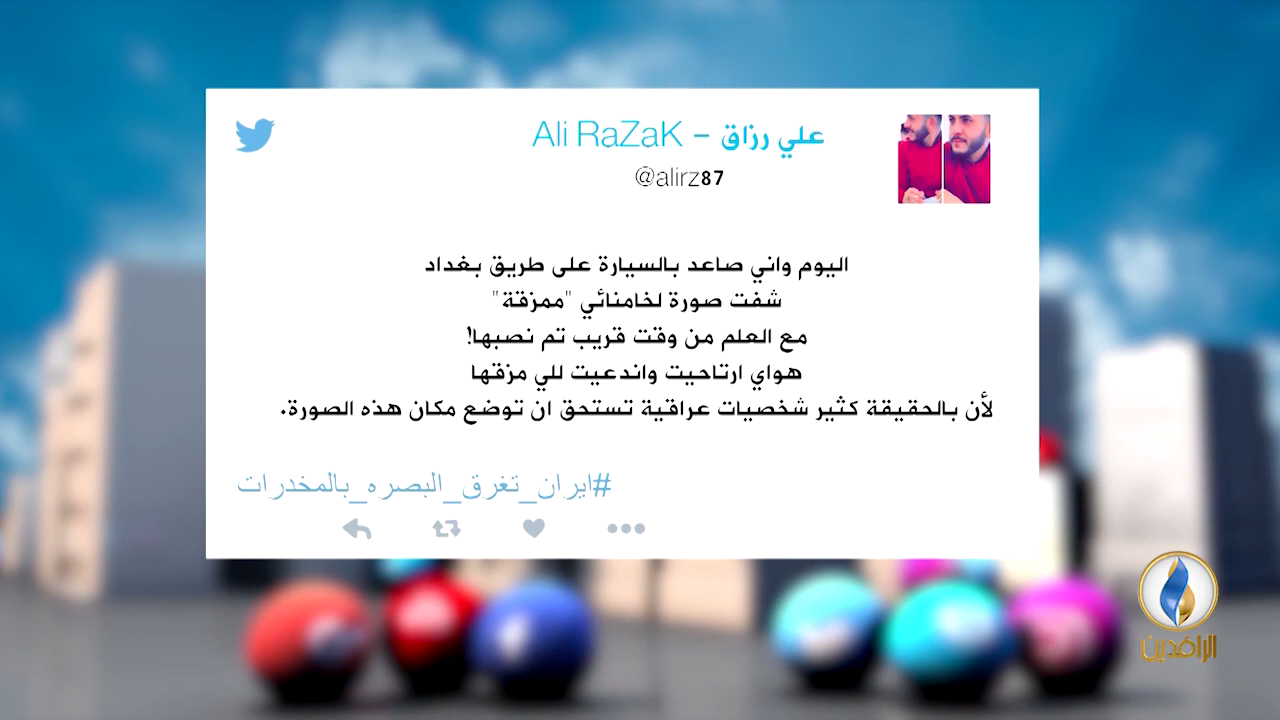 علي رزاق – Ali RaZaK
@alirz87
اليوم واني صاعد بالسيارة على طريق بغداد
شفت صورة لخامنائي "ممزقة"
مع العلم من وقت قريب تم نصبها!
هواي ارتاحيت واندعيت للي مزقها
لأن بالحقيقة كثير شخصيات عراقية تستحق ان توضع مكان هذه الصورة.
#ايران_تغرق_البصره_بالمخدرات
الرافدين